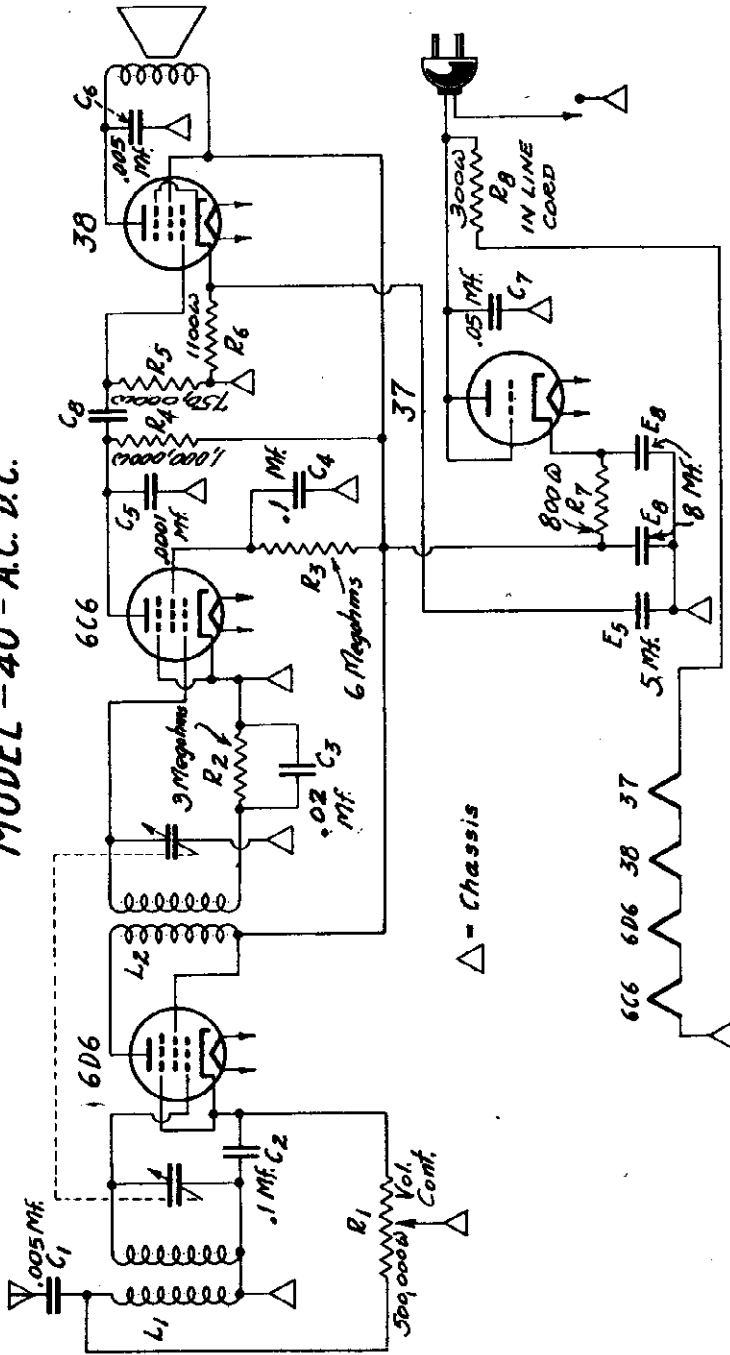 MODEL - 40 - A.C. D.C.
.005 Mf.
C1
L1
6D6
.1 Mf. C2
R1
500,000ω
Vol.
Cont.
L2
3 Megohms
R2
C3
.02
Mf.
6C6
C5
.0001
Mf.
C8
R4
1,000,000ω
R5
750,000ω
1100ω
R6
38
C6
.005
Mf.
.1
Mf.
C4
R3
6 Megohms
37
.05 Mf.
C7
300ω
R8
IN LINE
CORD
800ω
R7
E8
E8
8 Mf.
E5
5 Mf.
△ = Chassis
6C6 6D6 38 37